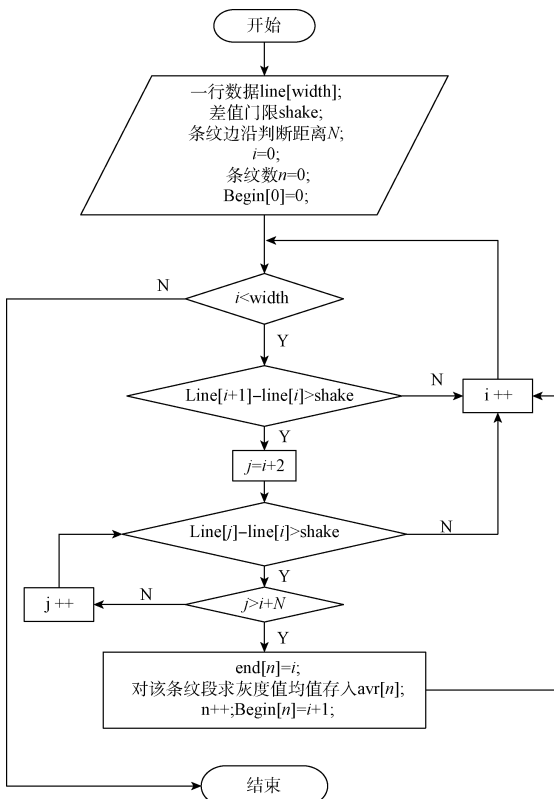 开始
一行数据line[width];
差值门限shake;
条纹边沿判断距离N;
i=0;
条纹数n=0;
Begin[0]=0;
N
i<width
Y
Line[i+1]–line[i]>shake
N
i ++
Y
j=i+2
Line[j]–line[i]>shake
N
Y
j ++
N
j>i+N
Y
end[n]=i;
对该条纹段求灰度值均值存入avr[n];
n++;Begin[n]=i+1;
结束